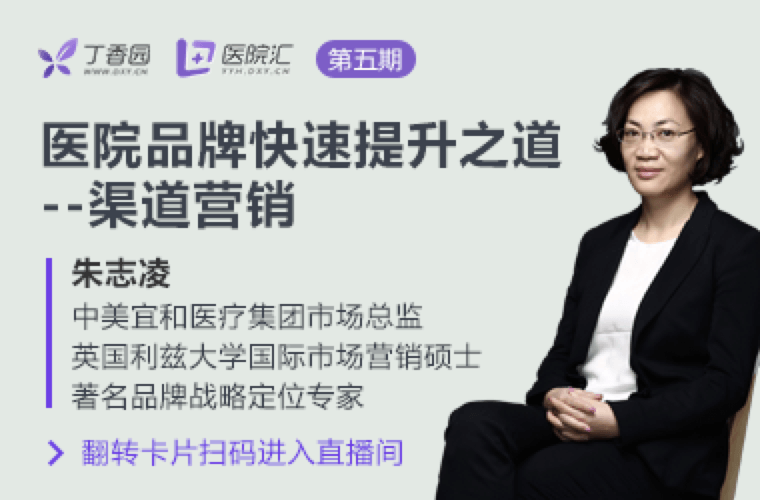 丁香园
WWW.DXY.CN
医院汇
YYH.DXY.CN
第五期
医院品牌快速提升之道
--渠道营销
朱志凌
中美宜和医疗集团市场总监
英国利兹大学国际市场营销硕士
著名品牌战略定位专家
翻转卡片扫码进入直播间